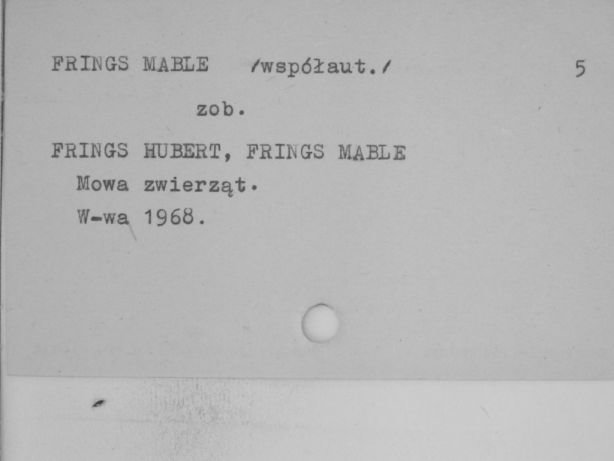 FRINGS MABLE /współaut./ 5
zob.
FRINGS HUBERT, FRINGS MABLE
Mowa zwierząt.
W-wa 1968.